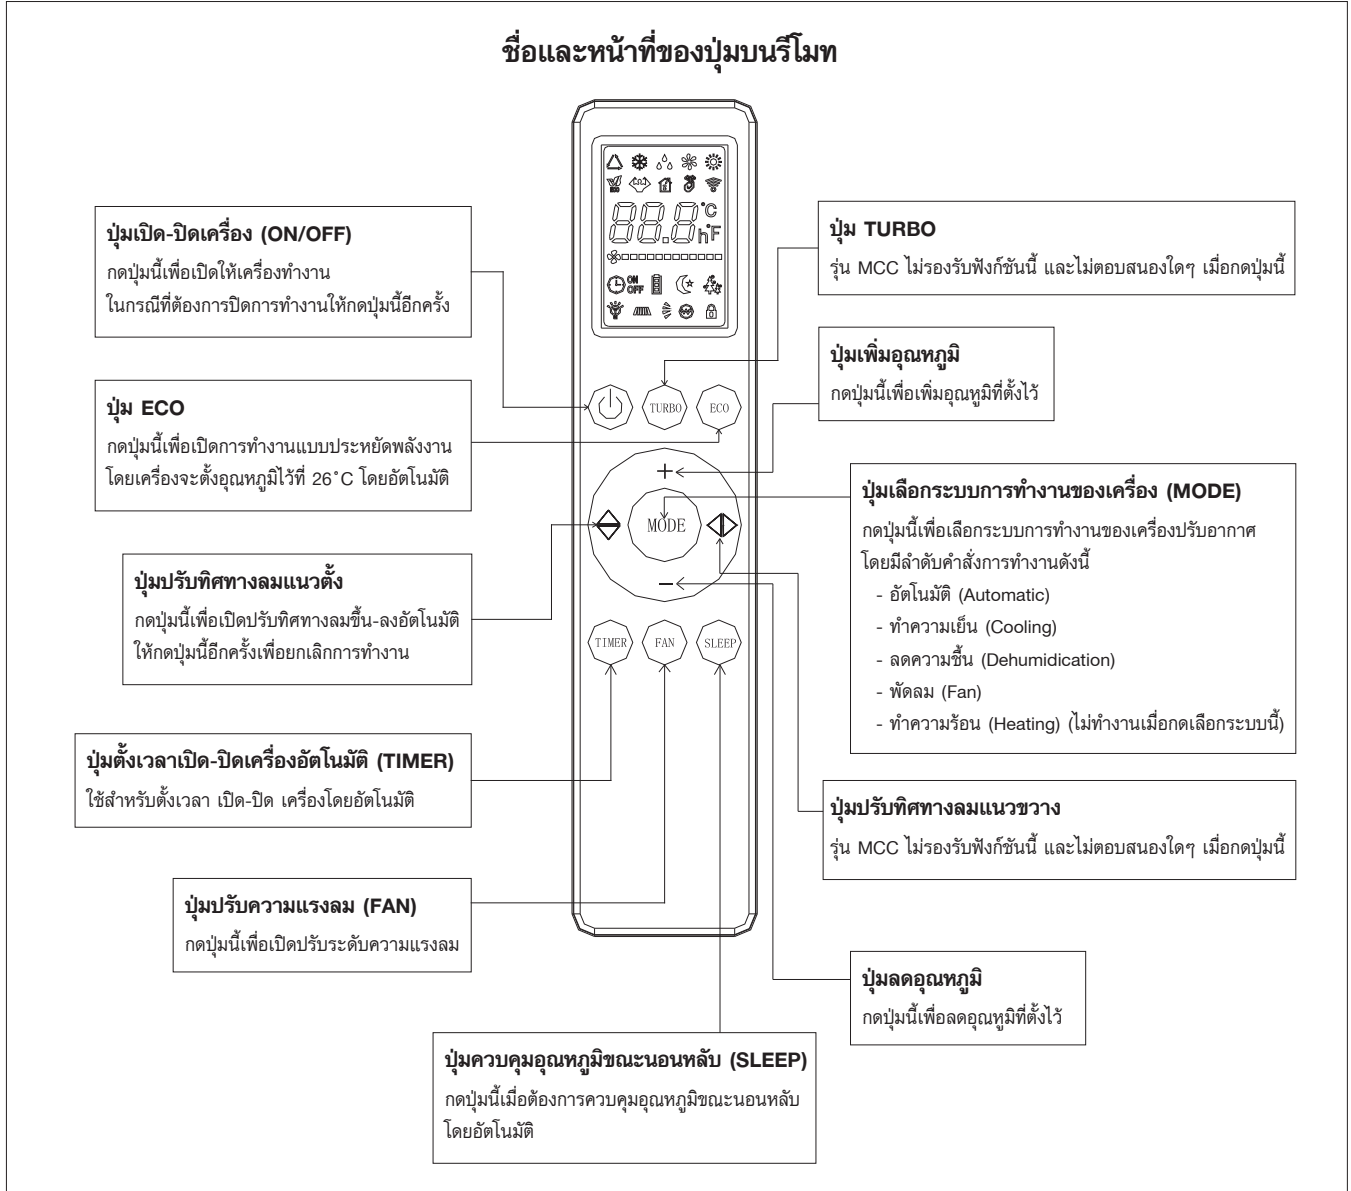 ชื่อและหน้าที่ของปุ่มบนรีโมท
ปุ่มเปิด-ปิดเครื่อง (ON/OFF)
กดปุ่มนี้เพื่อเปิดให้เครื่องทำงาน
ในกรณีที่ต้องการปิดการทำงานให้กดปุ่มนี้อีกครั้ง
ปุ่ม ECO
กดปุ่มนี้เพื่อเปิดการทำงานแบบประหยัดพลังงาน
โดยเครื่องจะตั้งอุณหภูมิไว้ที่ 26˚C โดยอัตโนมัติ
ปุ่มปรับทิศทางลมแนวตั้ง
กดปุ่มนี้เพื่อเปิดปรับทิศทางลมขึ้น-ลงอัตโนมัติ
ให้กดปุ่มนี้อีกครั้งเพื่อยกเลิกการทำงาน
ปุ่มตั้งเวลาเปิด-ปิดเครื่องอัตโนมัติ (TIMER)
ใช้สำหรับตั้งเวลา เปิด-ปิด เครื่องโดยอัตโนมัติ
ปุ่มปรับความแรงลม (FAN)
กดปุ่มนี้เพื่อเปิดปรับระดับความแรงลม
ปุ่มควบคุมอุณหภูมิขณะนอนหลับ (SLEEP)
กดปุ่มนี้เมื่อต้องการควบคุมอุณหภูมิขณะนอนหลับ
โดยอัตโนมัติ
ECO
88.8 °C
h°F
ON
OFF
TURBO ECO
+
MODE
−
TIMER FAN SLEEP
ปุ่ม TURBO
รุ่น MCC ไม่รองรับฟังก์ชันนี้ และไม่ตอบสนองใดๆ เมื่อกดปุ่มนี้
ปุ่มเพิ่มอุณหภูมิ
กดปุ่มนี้เพื่อเพิ่มอุณหูมิที่ตั้งไว้
ปุ่มเลือกระบบการทำงานของเครื่อง (MODE)
กดปุ่มนี้เพื่อเลือกระบบการทำงานของเครื่องปรับอากาศ
โดยมีลำดับคำสั่งการทำงานดังนี้
- อัตโนมัติ (Automatic)
- ทำความเย็น (Cooling)
- ลดความชื้น (Dehumidication)
- พัดลม (Fan)
- ทำความร้อน (Heating) (ไม่ทำงานเมื่อกดเลือกระบบนี้)
ปุ่มปรับทิศทางลมแนวขวาง
รุ่น MCC ไม่รองรับฟังก์ชันนี้ และไม่ตอบสนองใดๆ เมื่อกดปุ่มนี้
ปุ่มลดอุณหภูมิ
กดปุ่มนี้เพื่อลดอุณหูมิที่ตั้งไว้